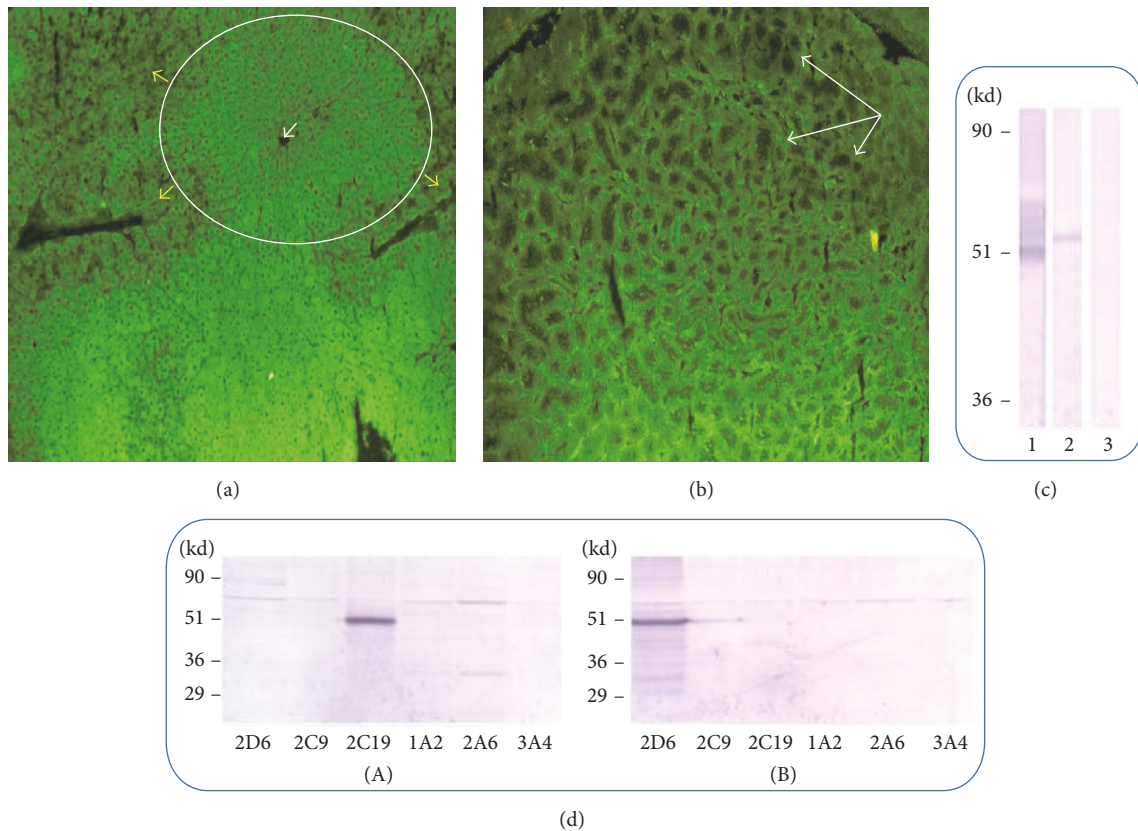 (a)
(b)
(kd)
90 –
51 –
36 –
1 2 3
(c)
(kd)
90 –
51 –
36 –
29 –
2D6 2C9 2C19 1A2 2A6 3A4
(A)
(kd)
90 –
51 –
36 –
29 –
2D6 2C9 2C19 1A2 2A6 3A4
(B)
(d)